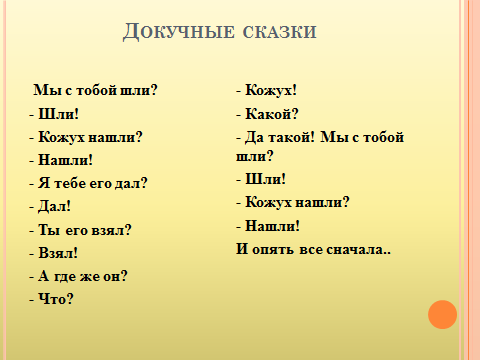 Докучные сказки
Мы с тобой шли?
- Шли!
- Кожух нашли?
- Нашли!
- Я тебе его дал?
- Дал!
- Ты его взял?
- Взял!
- А где же он?
- Что?
- Кожух!
- Какой?
- Да такой! Мы с тобой
шли?
- Шли!
- Кожух нашли?
- Нашли!
И опять все сначала..